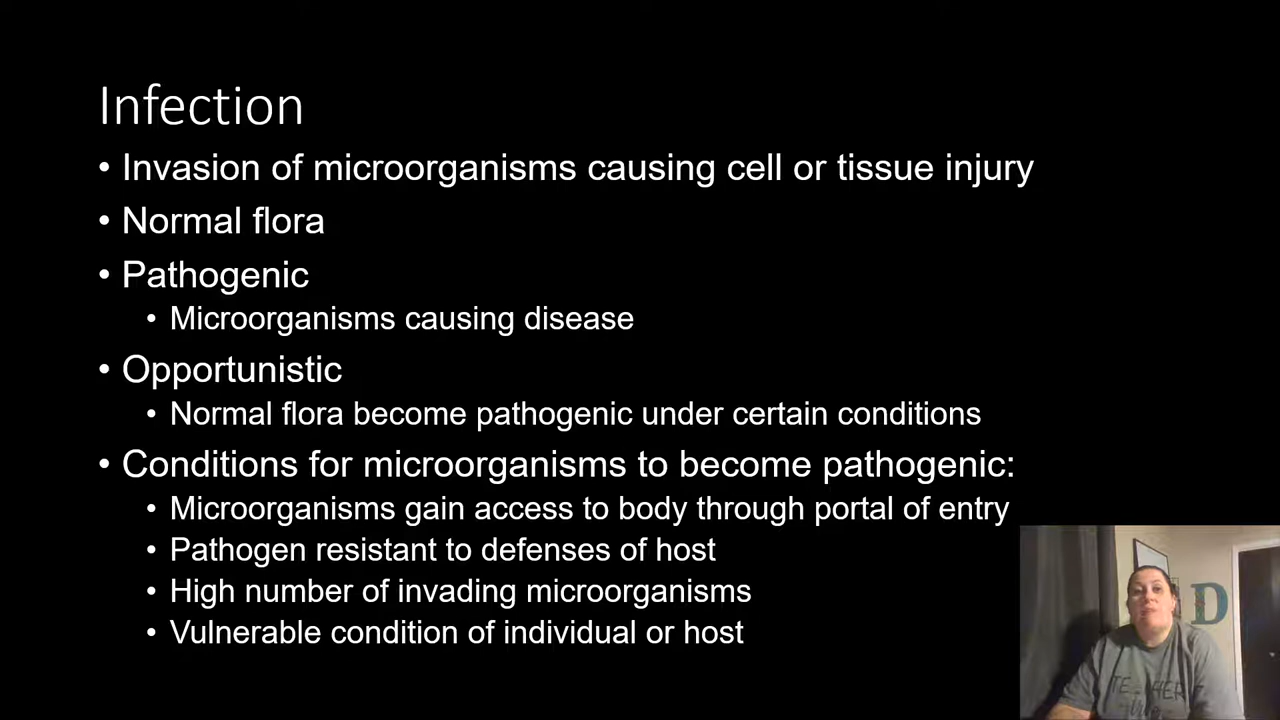 Infection
• Invasion of microorganisms causing cell or tissue injury
• Normal flora
• Pathogenic
• Microorganisms causing disease
• Opportunistic
• Normal flora become pathogenic under certain conditions
• Conditions for microorganisms to become pathogenic:
• Microorganisms gain access to body through portal of entry
• Pathogen resistant to defenses of host
• High number of invading microorganisms
• Vulnerable condition of individual or host
D